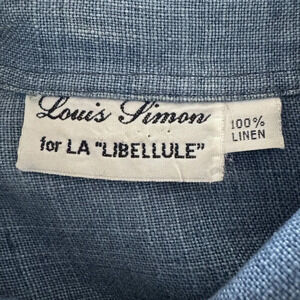 Louis Simon
for LA "LIBELLULE"
100%
LINEN